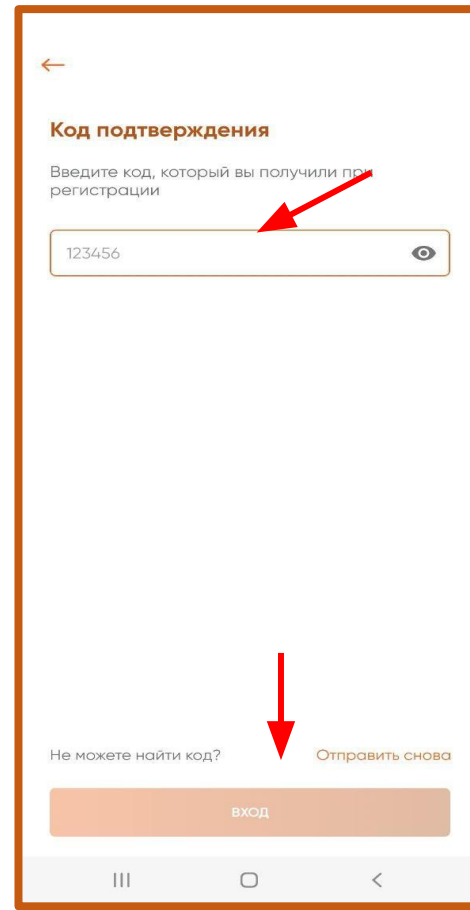 Код подтверждения
Введите код, который вы получили при
регистрации
123456
Не можете найти код? Отправить снова
ВХОД